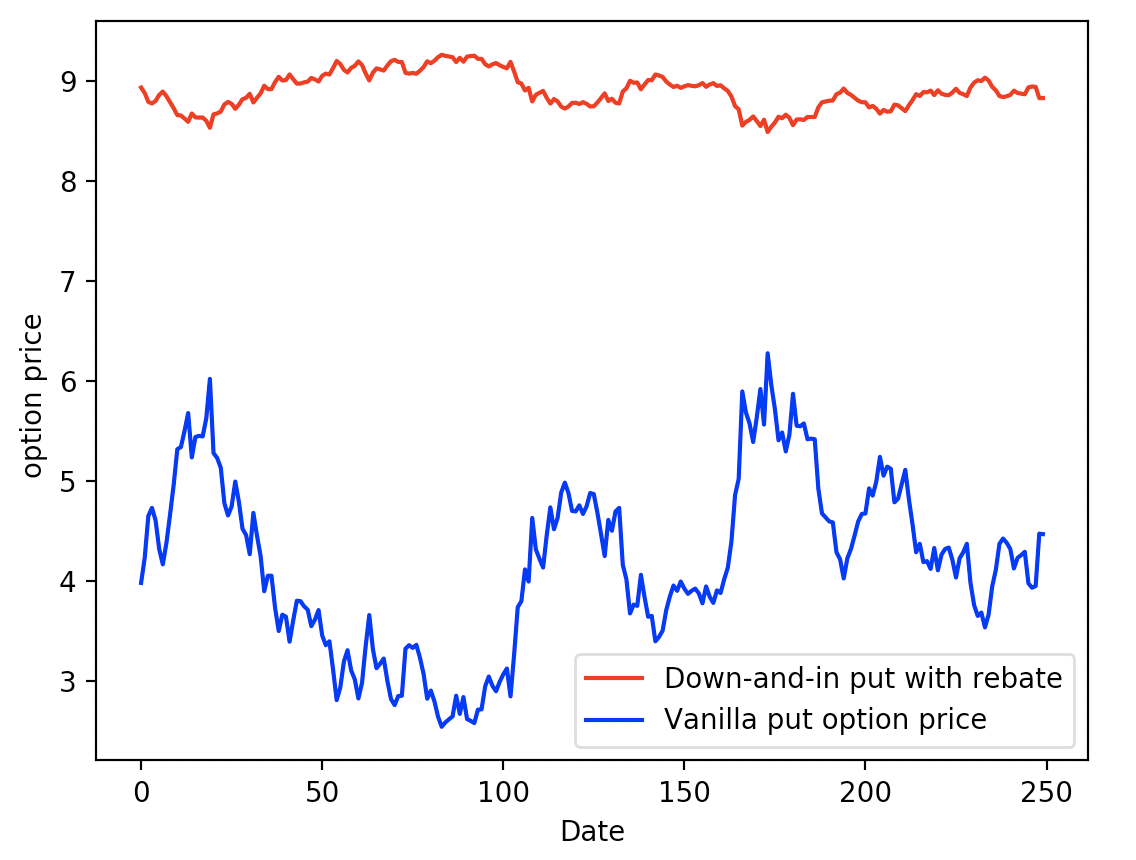 9
8
7
6
5
4
3
option price
0 50 100 150 200 250
Date
Down-and-in put with rebate
Vanilla put option price